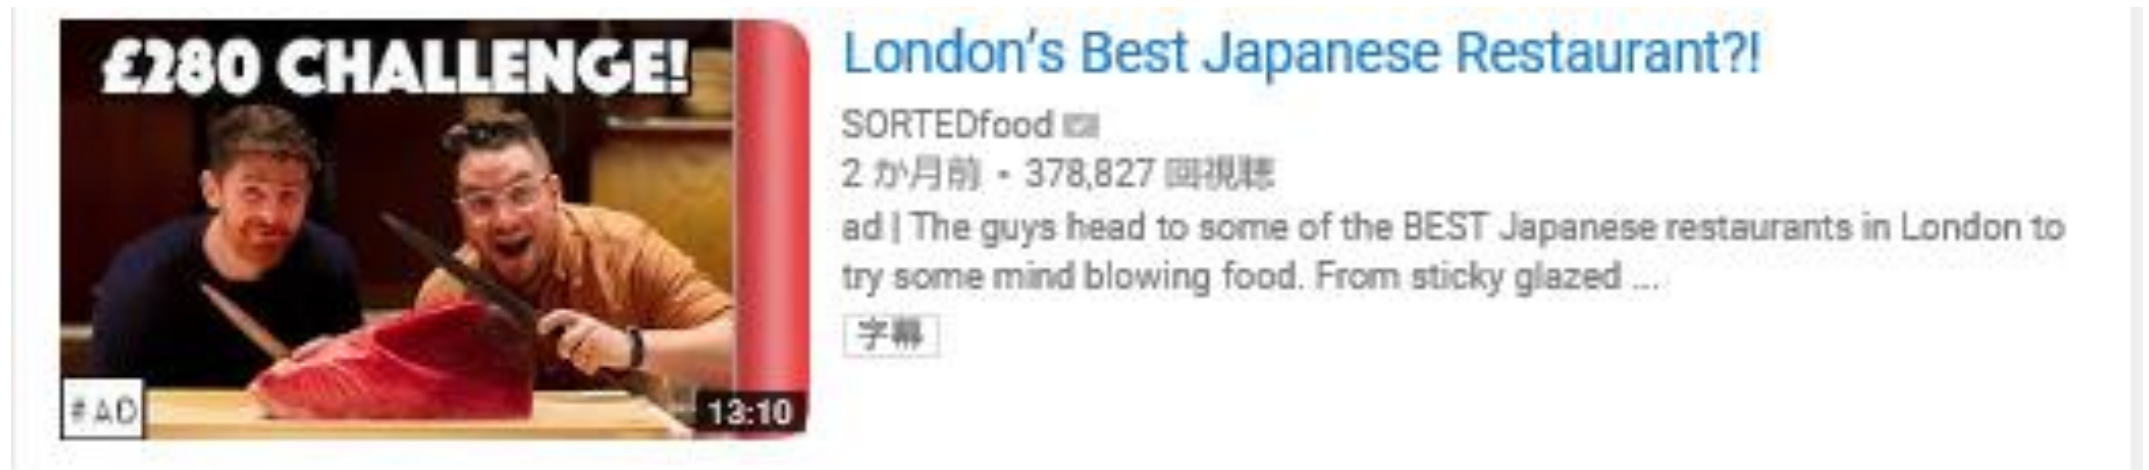 £280 CHALLENGE!
#AD
13:10
London's Best Japanese Restaurant?!
SORTEDfood
2 か月前・378,827 回視聴
ad | The guys head to some of the BEST Japanese restaurants in London to
try some mind blowing food. From sticky glazed ...
字幕